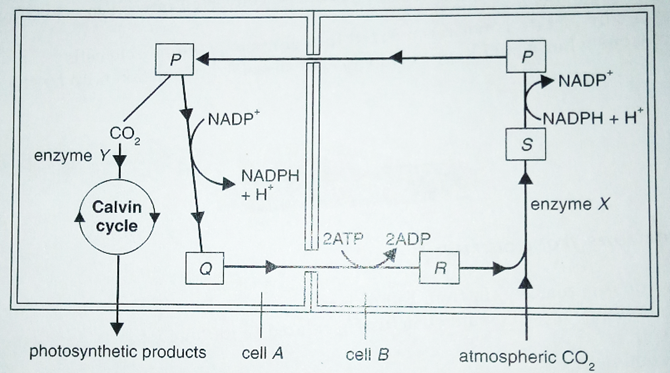 P
P
NADP+
NADPH + H+
CO2
NADP+
enzyme Y
S
NADPH
+ H+
Calvin
cycle
enzyme X
2ATP
2ADP
Q
R
photosynthetic products
cell A
cell B
atmospheric CO2